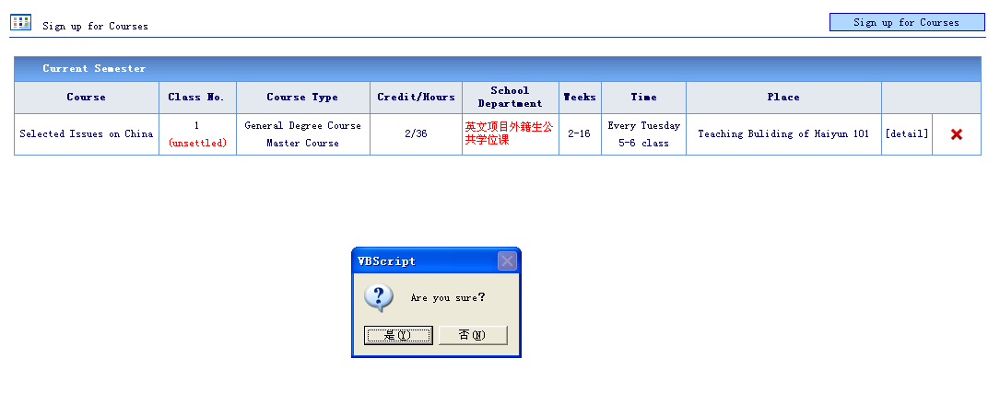 Sign up for Courses
Sign up for Courses
Current Semester
Course Class No. Course Type Credit/Hours School Department Weeks Time Place
Selected Issues on China
1
(unsettled)
General Degree Course
Master Course
2/36
英文项目外籍生公
共学位课
2-16
Every Tuesday
5-6 class
Teaching Buliding of Haiyun 101
[detail]
VBScript
Are you sure?
是(Y) 否(N)